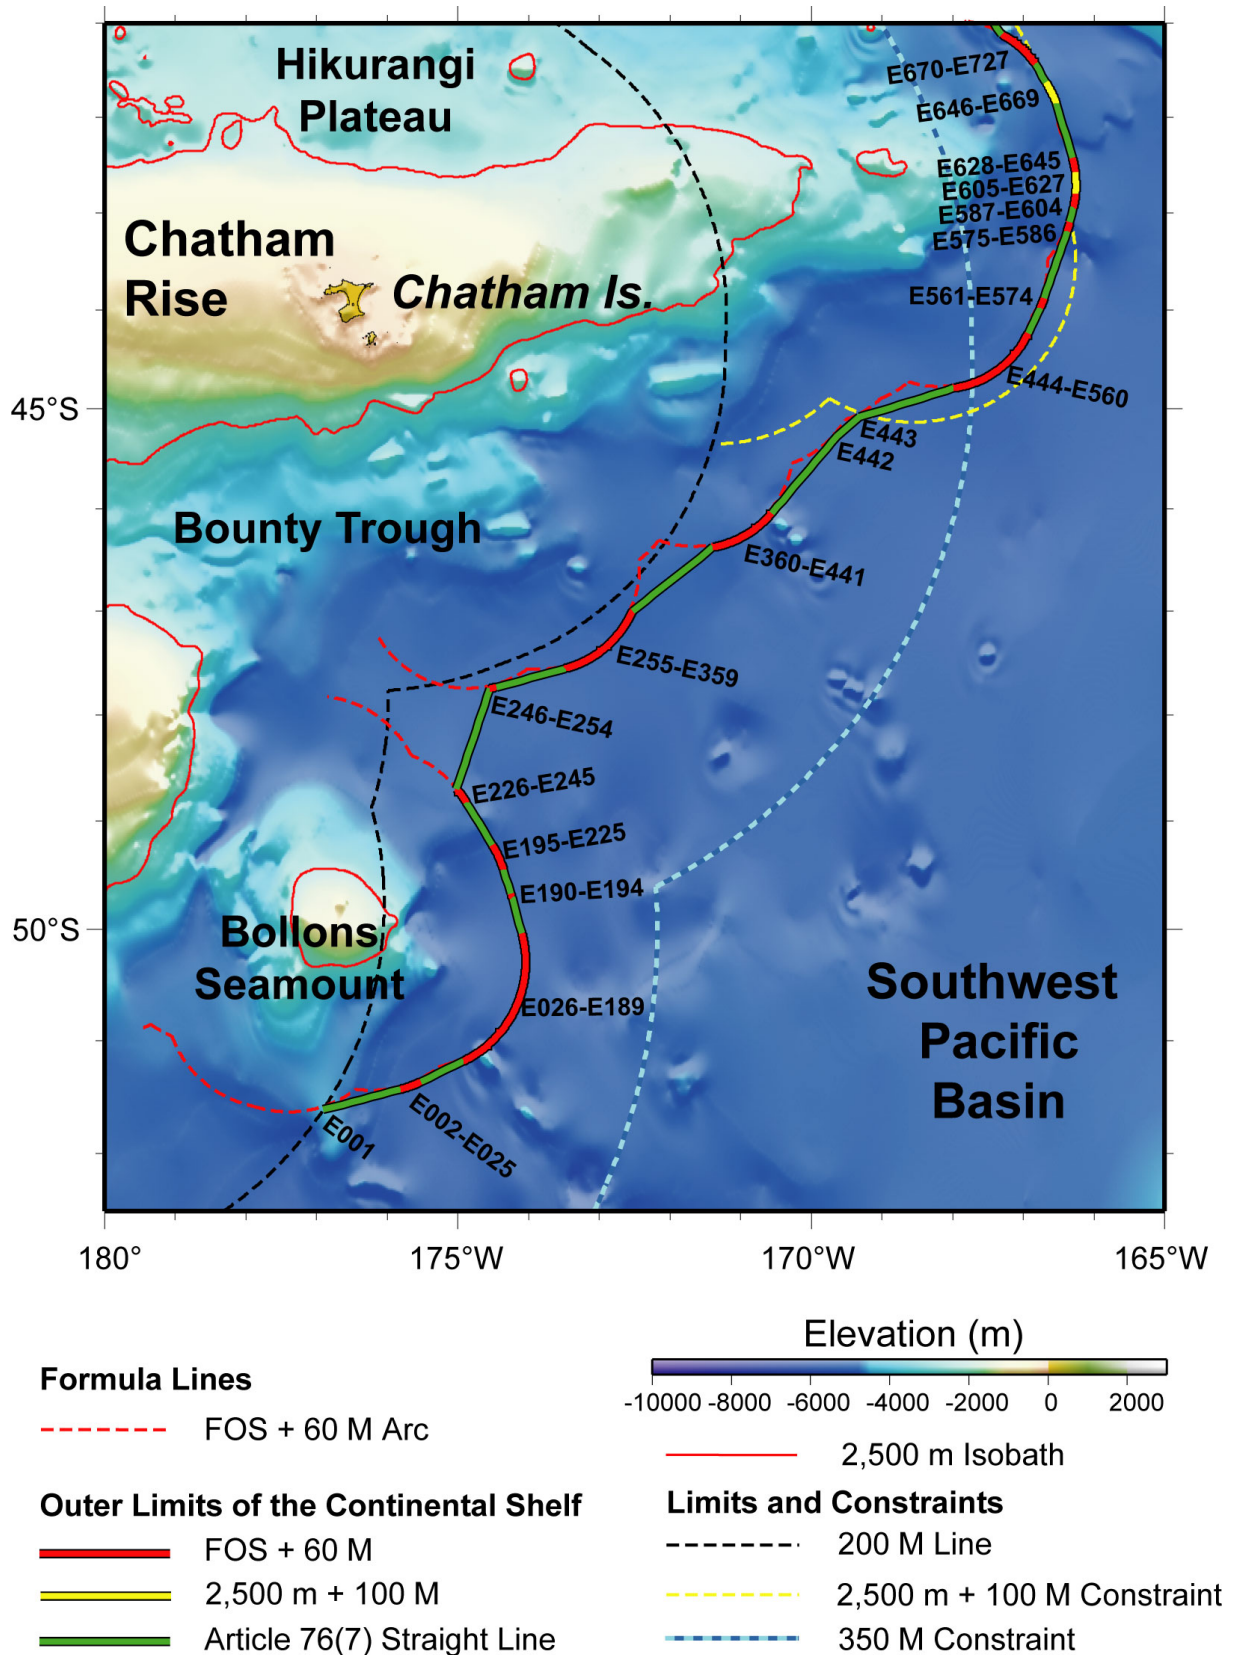 Hikurangi
Plateau
E670-E727
E646-E669
E628-E645
E605-E627
E587-E604
E575-E586
Chatham
Rise
Chatham Is.
E561-E574
E444-E560
45°S
E443
E442
Bounty Trough
E360-E441
E255-E359
E246-E254
E226-E245
E195-E225
E190-E194
50°S
Bollons
Seamount
E026-E189
Southwest
Pacific
Basin
E002-E025
E001
180°
175°W
170°W
165°W
Elevation (m)
-10000 -8000 -6000 -4000 -2000 0 2000
Formula Lines
FOS + 60 M Arc
2,500 m Isobath
Outer Limits of the Continental Shelf
FOS + 60 M
2,500 m + 100 M
Article 76(7) Straight Line
Limits and Constraints
200 M Line
2,500 m + 100 M Constraint
350 M Constraint